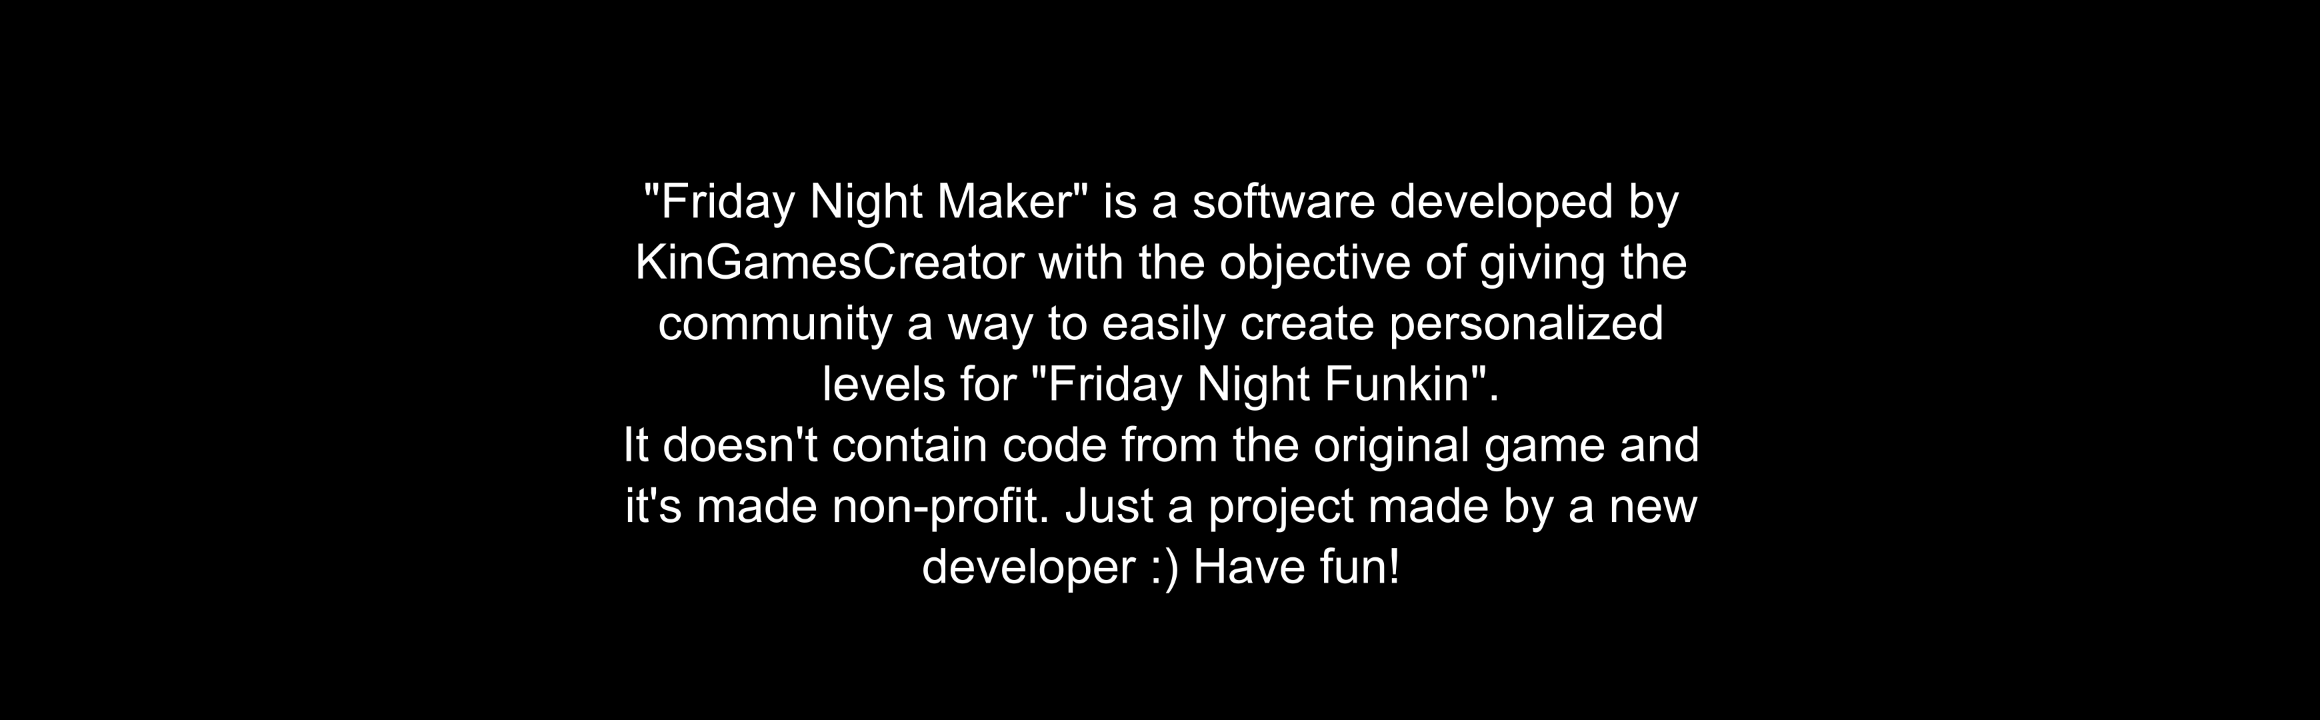 "Friday Night Maker" is a software developed by
KinGamesCreator with the objective of giving the
community a way to easily create personalized
levels for "Friday Night Funkin".
It doesn't contain code from the original game and
it's made non-profit. Just a project made by a new
developer :) Have fun!